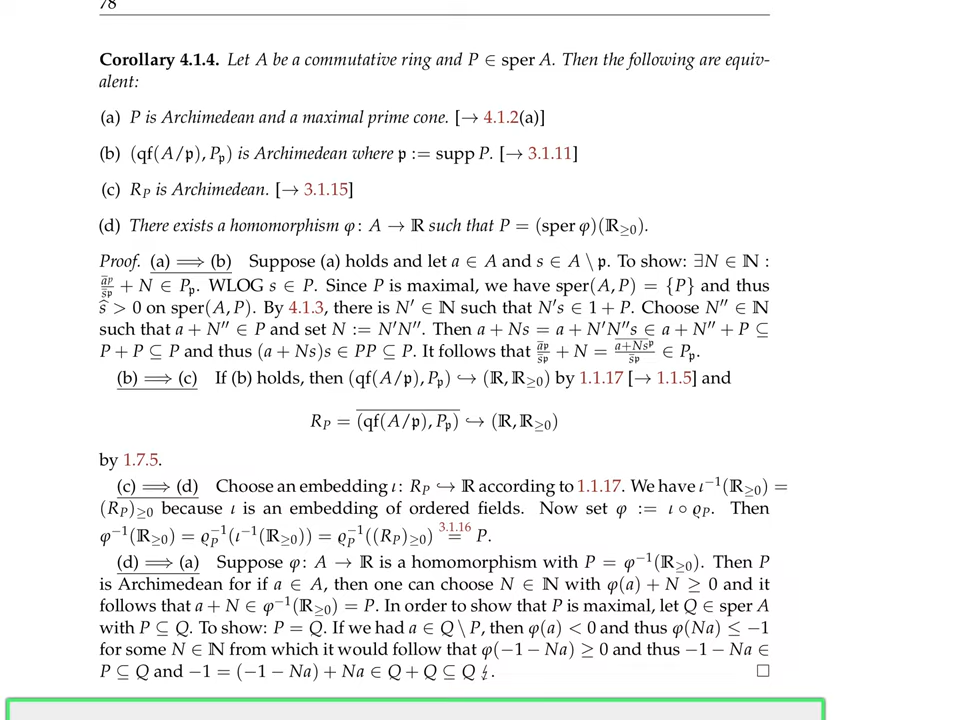 78
Corollary 4.1.4. Let A be a commutative ring and P ∈ sper A. Then the following are equiv-
alent:
(a) P is Archimedean and a maximal prime cone. [→ 4.1.2(a)]
(b) (qf(A/𝔭), P_𝔭) is Archimedean where 𝔭 := supp P. [→ 3.1.11]
(c) R_P is Archimedean. [→ 3.1.15]
(d) There exists a homomorphism φ: A → ℝ such that P = (sper φ)(ℝ≥0).
Proof. (a) ⟹ (b) Suppose (a) holds and let a ∈ A and s ∈ A \ 𝔭. To show: ∃N ∈ ℕ :
a̅^𝔭/s̅^𝔭 + N ∈ P_𝔭. WLOG s ∈ P. Since P is maximal, we have sper(A, P) = {P} and thus
ŝ > 0 on sper(A, P). By 4.1.3, there is N′ ∈ ℕ such that N′s ∈ 1 + P. Choose N″ ∈ ℕ
such that a + N″ ∈ P and set N := N′N″. Then a + Ns = a + N′N″s ∈ a + N″ + P ⊆
P + P ⊆ P and thus (a + Ns)s ∈ PP ⊆ P. It follows that a̅^𝔭/s̅^𝔭 + N = \overline{a+Ns}^𝔭/s̅^𝔭 ∈ P_𝔭.
(b) ⟹ (c) If (b) holds, then (qf(A/𝔭), P_𝔭) ↪ (ℝ, ℝ≥0) by 1.1.17 [→ 1.1.5] and
R_P = \overline{(qf(A/𝔭), P_𝔭)} ↪ (ℝ, ℝ≥0)
by 1.7.5.
(c) ⟹ (d) Choose an embedding ι: R_P ↪ ℝ according to 1.1.17. We have ι⁻¹(ℝ≥0) =
(R_P)≥0 because ι is an embedding of ordered fields. Now set φ := ι ∘ ϱ_P. Then
φ⁻¹(ℝ≥0) = ϱ_P⁻¹(ι⁻¹(ℝ≥0)) = ϱ_P⁻¹((R_P)≥0) \overset{3.1.16}{=} P.
(d) ⟹ (a) Suppose φ: A → ℝ is a homomorphism with P = φ⁻¹(ℝ≥0). Then P
is Archimedean for if a ∈ A, then one can choose N ∈ ℕ with φ(a) + N ≥ 0 and it
follows that a + N ∈ φ⁻¹(ℝ≥0) = P. In order to show that P is maximal, let Q ∈ sper A
with P ⊆ Q. To show: P = Q. If we had a ∈ Q \ P, then φ(a) < 0 and thus φ(Na) ≤ −1
for some N ∈ ℕ from which it would follow that φ(−1 − Na) ≥ 0 and thus −1 − Na ∈
P ⊆ Q and −1 = (−1 − Na) + Na ∈ Q + Q ⊆ Q ↯. □